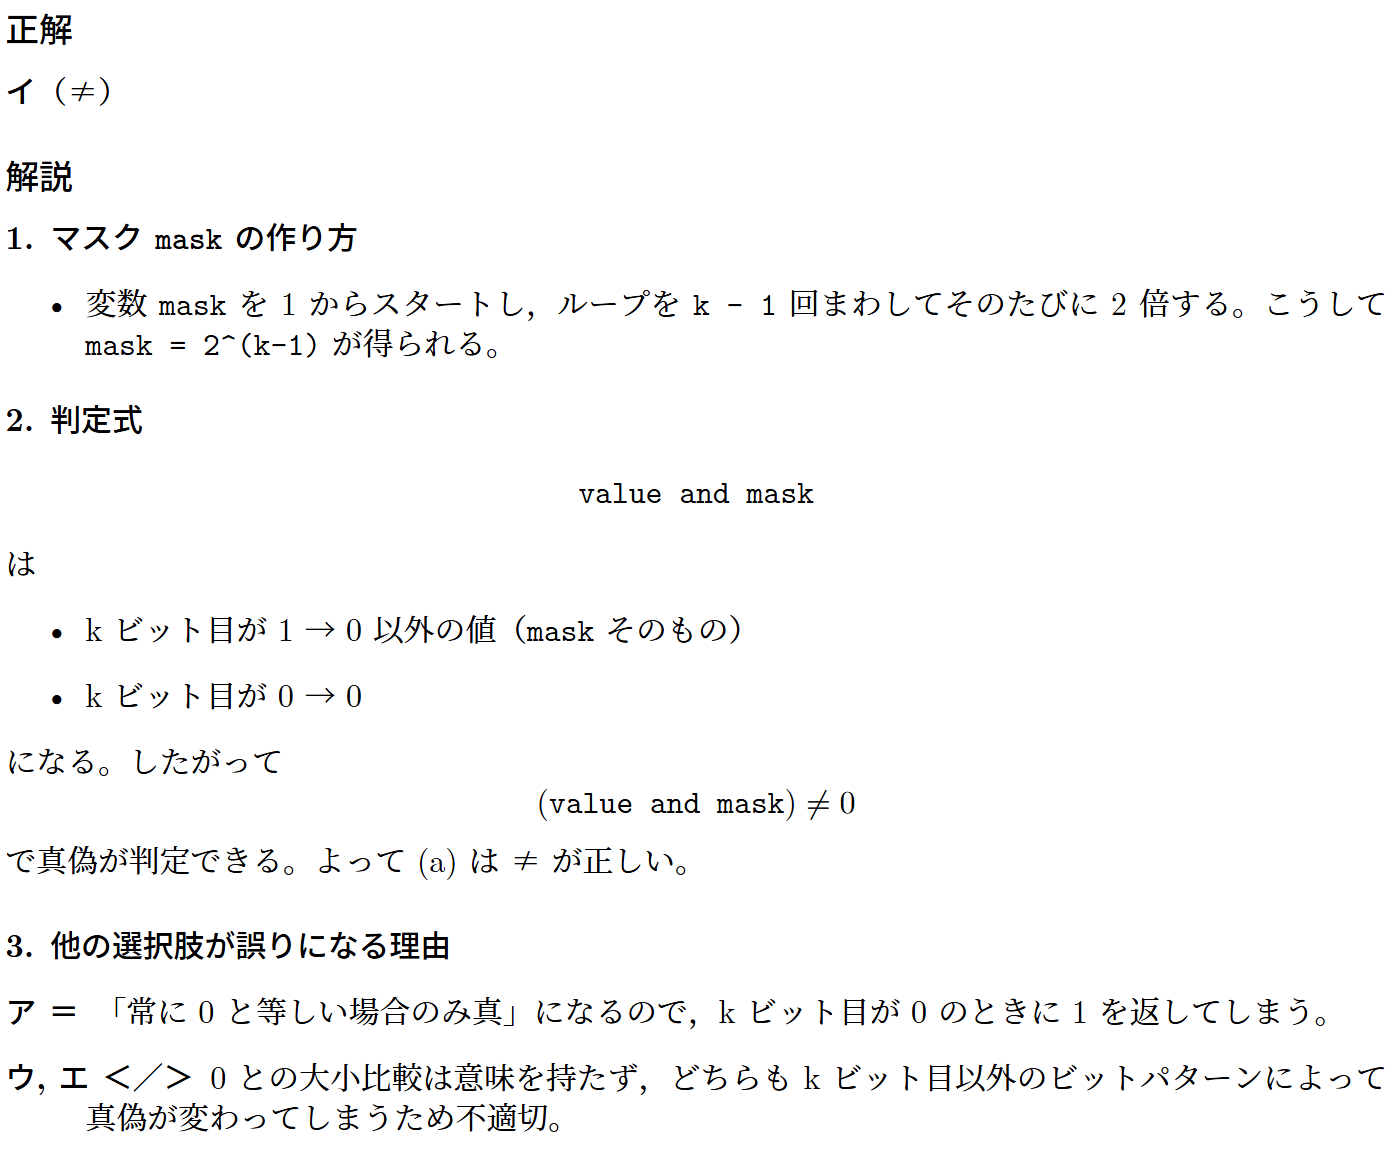 正解
イ（≠）
解説
1. マスク mask の作り方
• 変数 mask を 1 からスタートし，ループを k - 1 回まわしてそのたびに 2 倍する。こうして
mask = 2^(k-1) が得られる。
2. 判定式
value and mask
は
• k ビット目が 1 → 0 以外の値（mask そのもの）
• k ビット目が 0 → 0
になる。したがって
(value and mask) ≠ 0
で真偽が判定できる。よって (a) は ≠ が正しい。
3. 他の選択肢が誤りになる理由
ア ＝ 「常に 0 と等しい場合のみ真」になるので，k ビット目が 0 のときに 1 を返してしまう。
ウ, エ ＜／＞ 0 との大小比較は意味を持たず，どちらも k ビット目以外のビットパターンによって
真偽が変わってしまうため不適切。